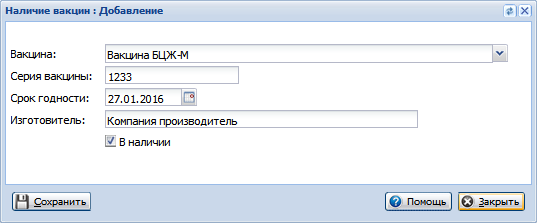 Наличие вакцин : Добавление
Вакцина: Вакцина БЦЖ-М
Серия вакцины: 1233
Срок годности: 27.01.2016
Изготовитель: Компания производитель
В наличии
Сохранить Помощь Закрыть